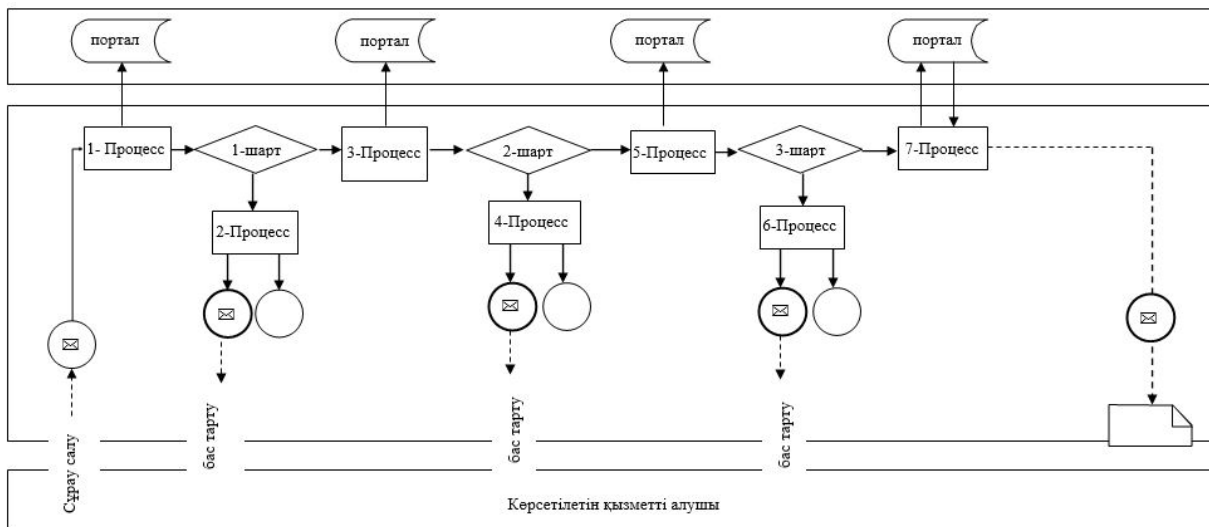 портал
портал
портал
портал
1- Процесс
1-шарт
3-Процесс
2-шарт
5-Процесс
3-шарт
7-Процесс
2-Процесс
4-Процесс
6-Процесс
Сұрау салу
бас тарту
бас тарту
бас тарту
Көрсетілетін қызметті алушы